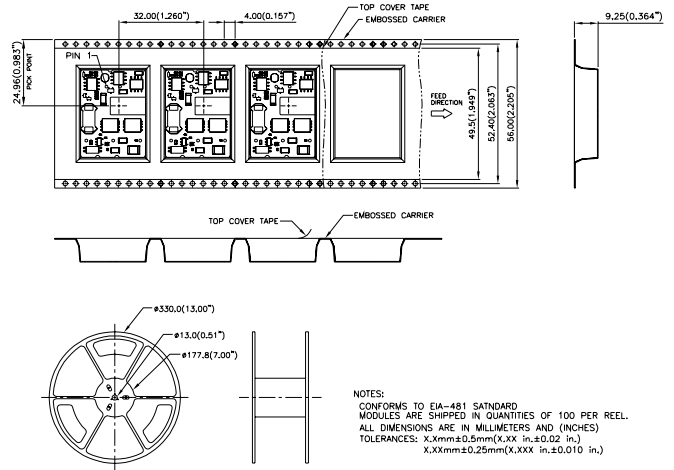 32.00(1.260")
4.00(0.157")
TOP COVER TAPE
EMBOSSED CARRIER
9.25(0.364")
24.96(0.983")
PICK POINT
PIN 1
FEED
DIRECTION
49.5(1.949")
52.40(2.063")
56.00(2.205")
TOP COVER TAPE
EMBOSSED CARRIER
ø330.0(13.00")
ø13.0(0.51")
ø177.8(7.00")
NOTES:
CONFORMS TO EIA-481 SATNDARD
MODULES ARE SHIPPED IN QUANTITIES OF 100 PER REEL.
ALL DIMENSIONS ARE IN MILLIMETERS AND (INCHES)
TOLERANCES: X.Xmm±0.5mm(X.XX in.±0.02 in.)
X.XXmm±0.25mm(X.XXX in.±0.010 in.)